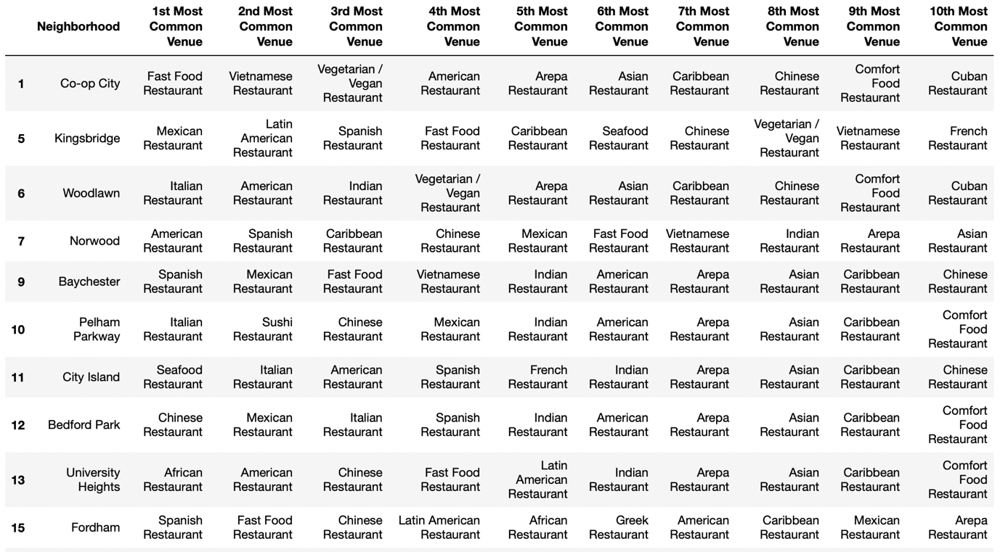 Neighborhood 1st Most Common Venue 2nd Most Common Venue 3rd Most Common Venue 4th Most Common Venue 5th Most Common Venue 6th Most Common Venue 7th Most Common Venue 8th Most Common Venue 9th Most Common Venue 10th Most Common Venue
1 Co-op City Fast Food Restaurant Vietnamese Restaurant Vegetarian / Vegan Restaurant American Restaurant Arepa Restaurant Asian Restaurant Caribbean Restaurant Chinese Restaurant Comfort Food Restaurant Cuban Restaurant
5 Kingsbridge Mexican Restaurant Latin American Restaurant Spanish Restaurant Fast Food Restaurant Caribbean Restaurant Seafood Restaurant Chinese Restaurant Vegetarian / Vegan Restaurant Vietnamese Restaurant French Restaurant
6 Woodlawn Italian Restaurant American Restaurant Indian Restaurant Vegetarian / Vegan Restaurant Arepa Restaurant Asian Restaurant Caribbean Restaurant Chinese Restaurant Comfort Food Restaurant Cuban Restaurant
7 Norwood American Restaurant Spanish Restaurant Caribbean Restaurant Chinese Restaurant Mexican Restaurant Fast Food Restaurant Vietnamese Restaurant Indian Restaurant Arepa Restaurant Asian Restaurant
9 Baychester Spanish Restaurant Mexican Restaurant Fast Food Restaurant Vietnamese Restaurant Indian Restaurant American Restaurant Arepa Restaurant Asian Restaurant Caribbean Restaurant Chinese Restaurant
10 Pelham Parkway Italian Restaurant Sushi Restaurant Chinese Restaurant Mexican Restaurant Indian Restaurant American Restaurant Arepa Restaurant Asian Restaurant Caribbean Restaurant Comfort Food Restaurant
11 City Island Seafood Restaurant Italian Restaurant American Restaurant Spanish Restaurant French Restaurant Indian Restaurant Arepa Restaurant Asian Restaurant Caribbean Restaurant Chinese Restaurant
12 Bedford Park Chinese Restaurant Mexican Restaurant Italian Restaurant Spanish Restaurant Indian Restaurant American Restaurant Arepa Restaurant Asian Restaurant Caribbean Restaurant Comfort Food Restaurant
13 University Heights African Restaurant American Restaurant Chinese Restaurant Fast Food Restaurant Latin American Restaurant Indian Restaurant Arepa Restaurant Asian Restaurant Caribbean Restaurant Comfort Food Restaurant
15 Fordham Spanish Restaurant Fast Food Restaurant Chinese Restaurant Latin American Restaurant African Restaurant Greek Restaurant American Restaurant Caribbean Restaurant Mexican Restaurant Arepa Restaurant